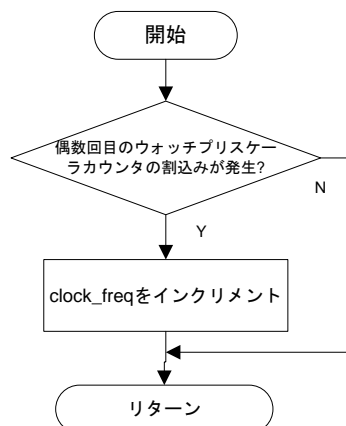 開始
偶数回目のウォッチプリスケー
ラカウンタの割込みが発生?
N
Y
clock_freqをインクリメント
リターン